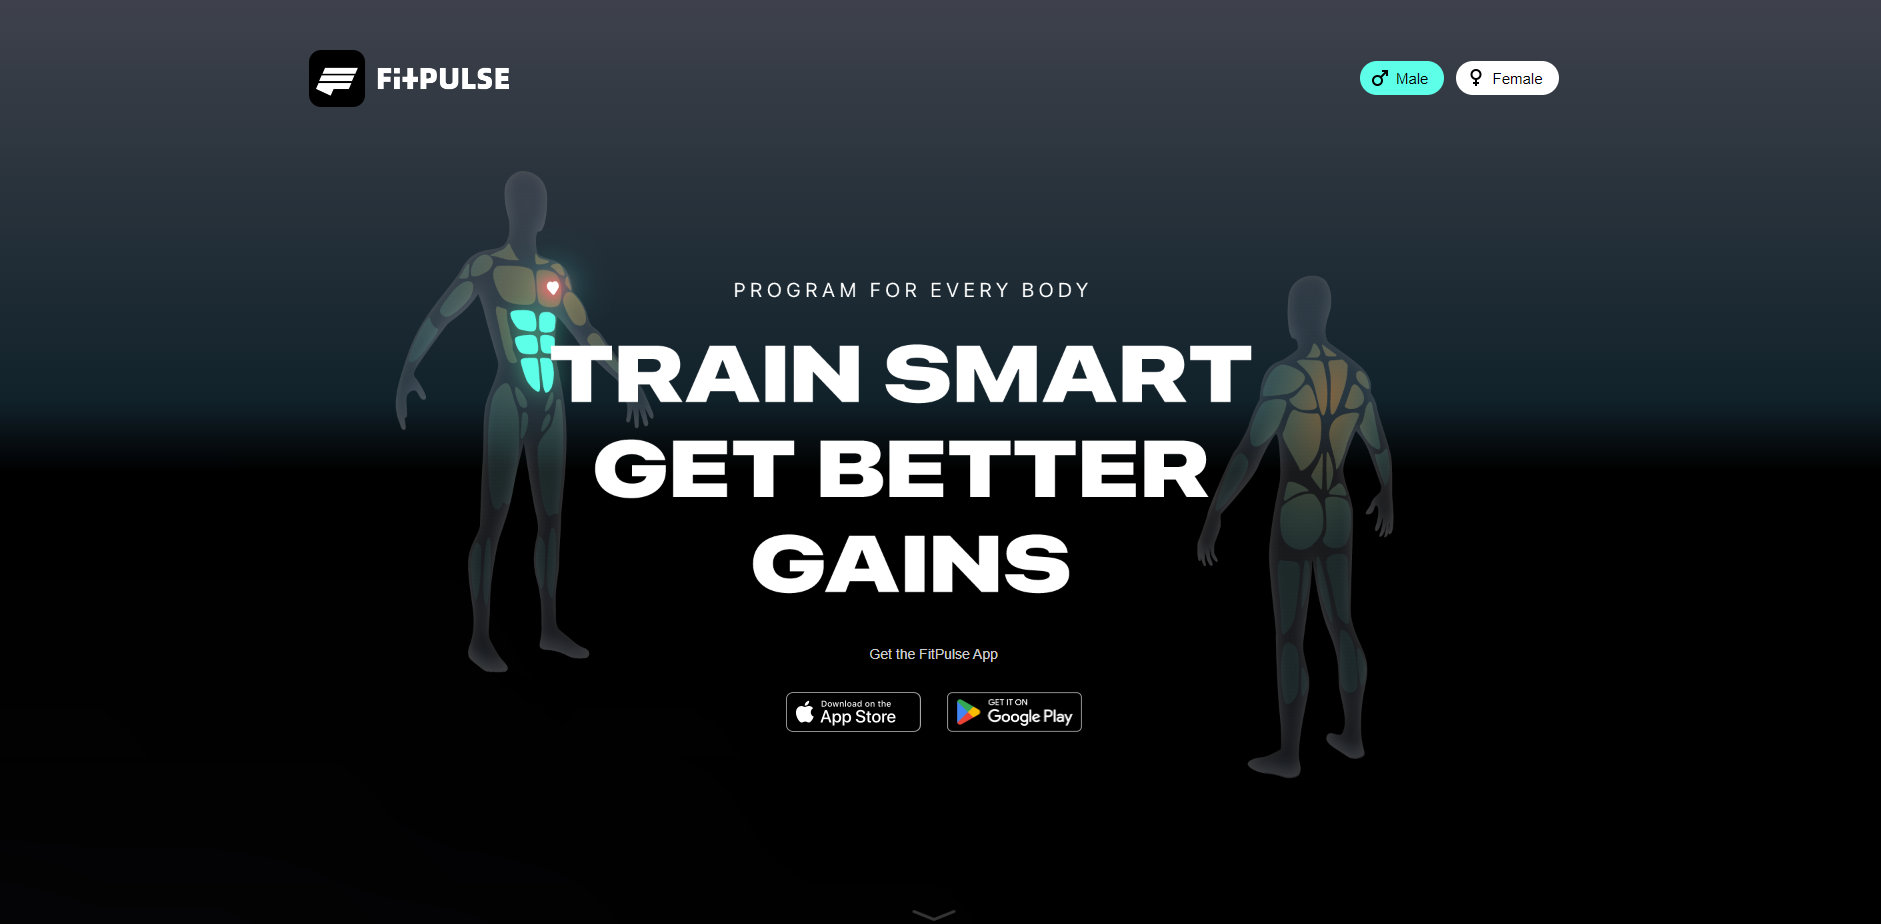 FitPULSE
Male
Female
PROGRAM FOR EVERY BODY
TRAIN SMART
GET BETTER
GAINS
Get the FitPulse App
Download on the
App Store
GET IT ON
Google Play